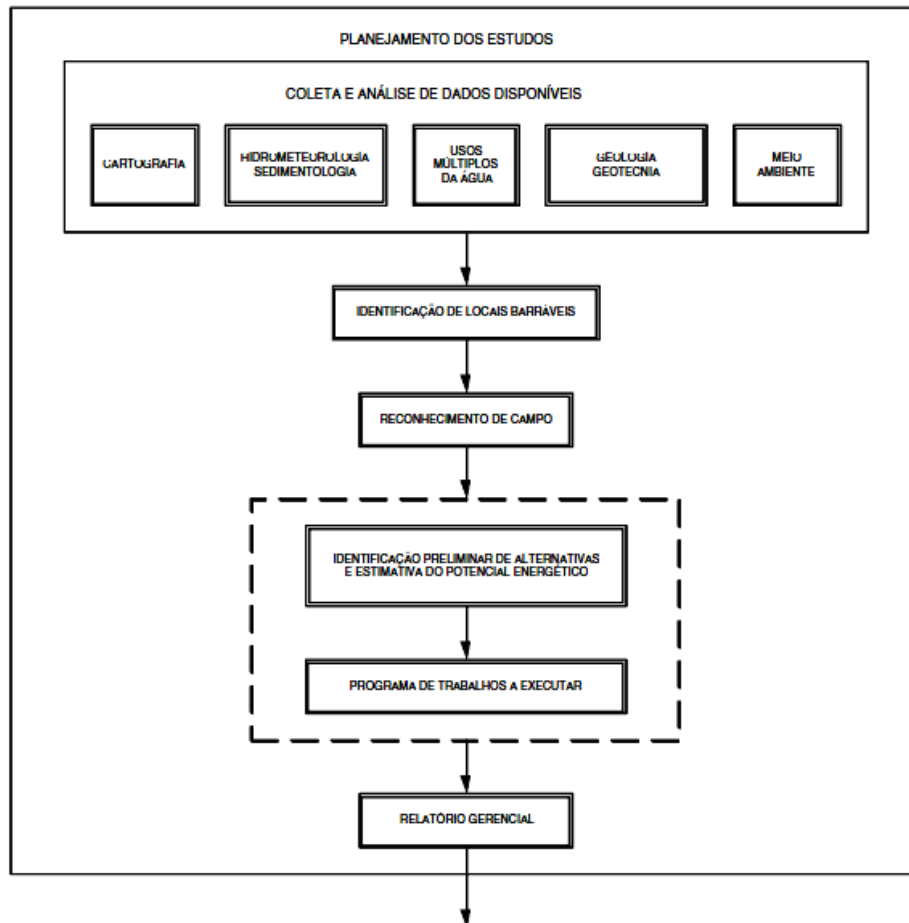 PLANEJAMENTO DOS ESTUDOS
COLETA E ANÁLISE DE DADOS DISPONÍVEIS
CARTOGRAFIA
HIDROMETEOROLOGIA
SEDIMENTOLOGIA
USOS
MÚLTIPLOS
DA ÁGUA
GEOLOGIA
GEOTECNIA
MEIO
AMBIENTE
IDENTIFICAÇÃO DE LOCAIS BARRÁVEIS
RECONHECIMENTO DE CAMPO
IDENTIFICAÇÃO PRELIMINAR DE ALTERNATIVAS
E ESTIMATIVA DO POTENCIAL ENERGÉTICO
PROGRAMA DE TRABALHOS A EXECUTAR
RELATÓRIO GERENCIAL